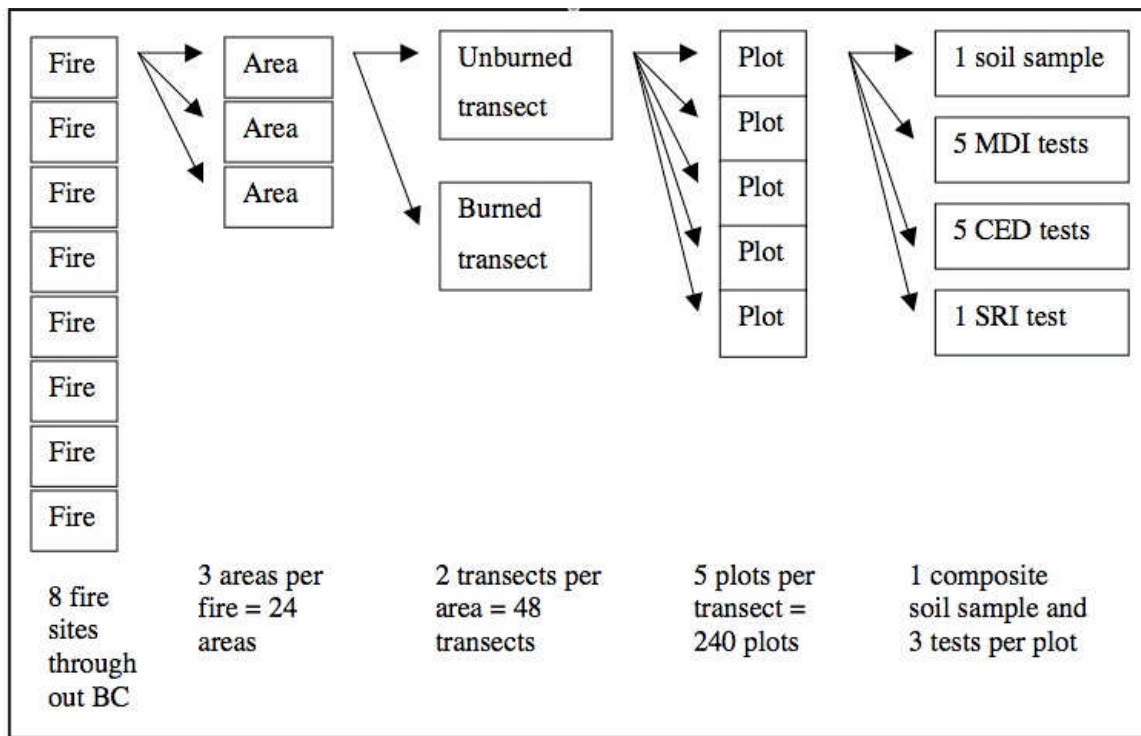 Fire
Fire
Fire
Fire
Fire
Fire
Fire
Fire
8 fire
sites
through
out BC
Area
Area
Area
3 areas per
fire = 24
areas
Unburned
transect
Burned
transect
2 transects per
area = 48
transects
Plot
Plot
Plot
Plot
Plot
5 plots per
transect =
240 plots
1 soil sample
5 MDI tests
5 CED tests
1 SRI test
1 composite
soil sample and
3 tests per plot